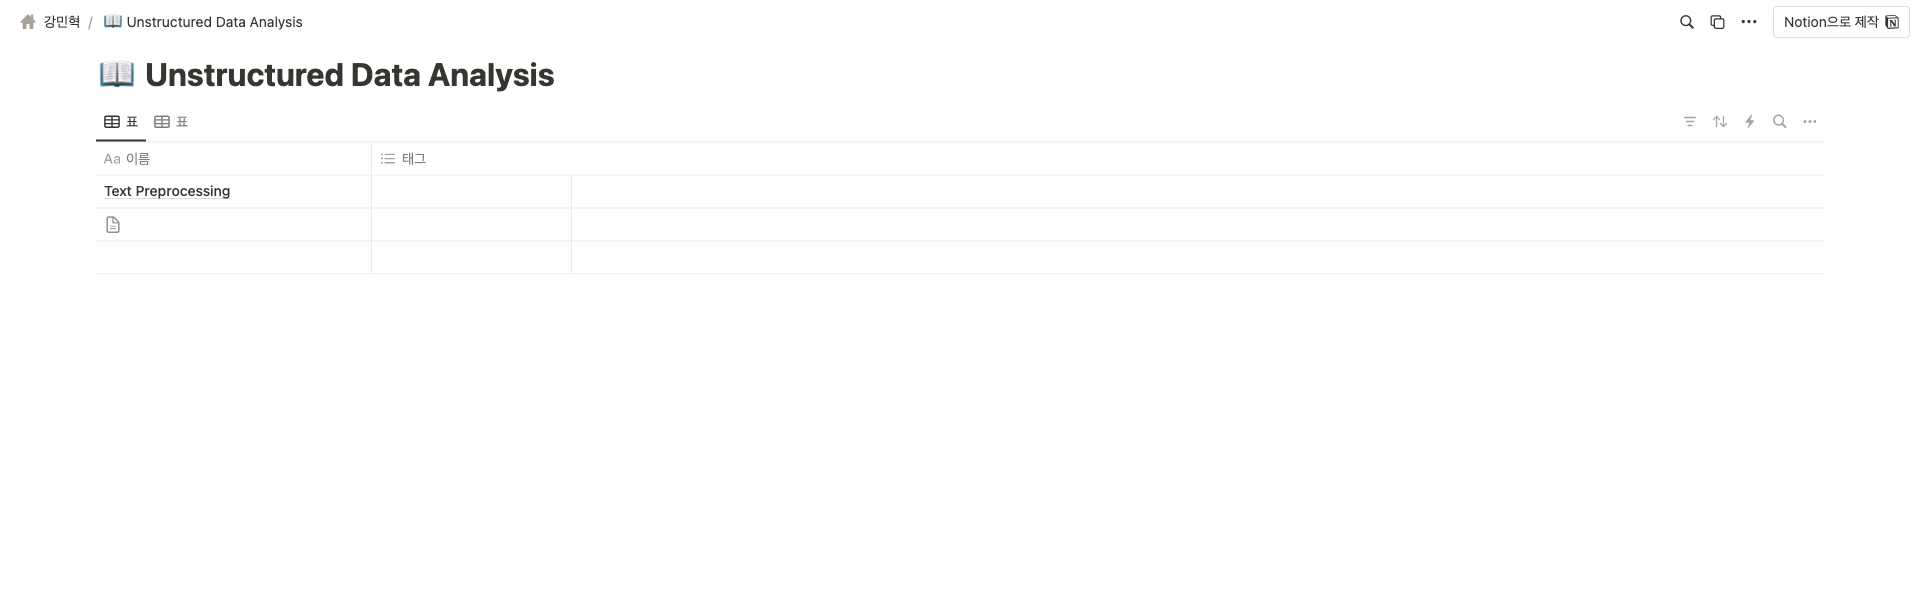 강민혁 / Unstructured Data Analysis
Notion으로 제작
Unstructured Data Analysis
표 표
Aa 이름 태그
Text Preprocessing